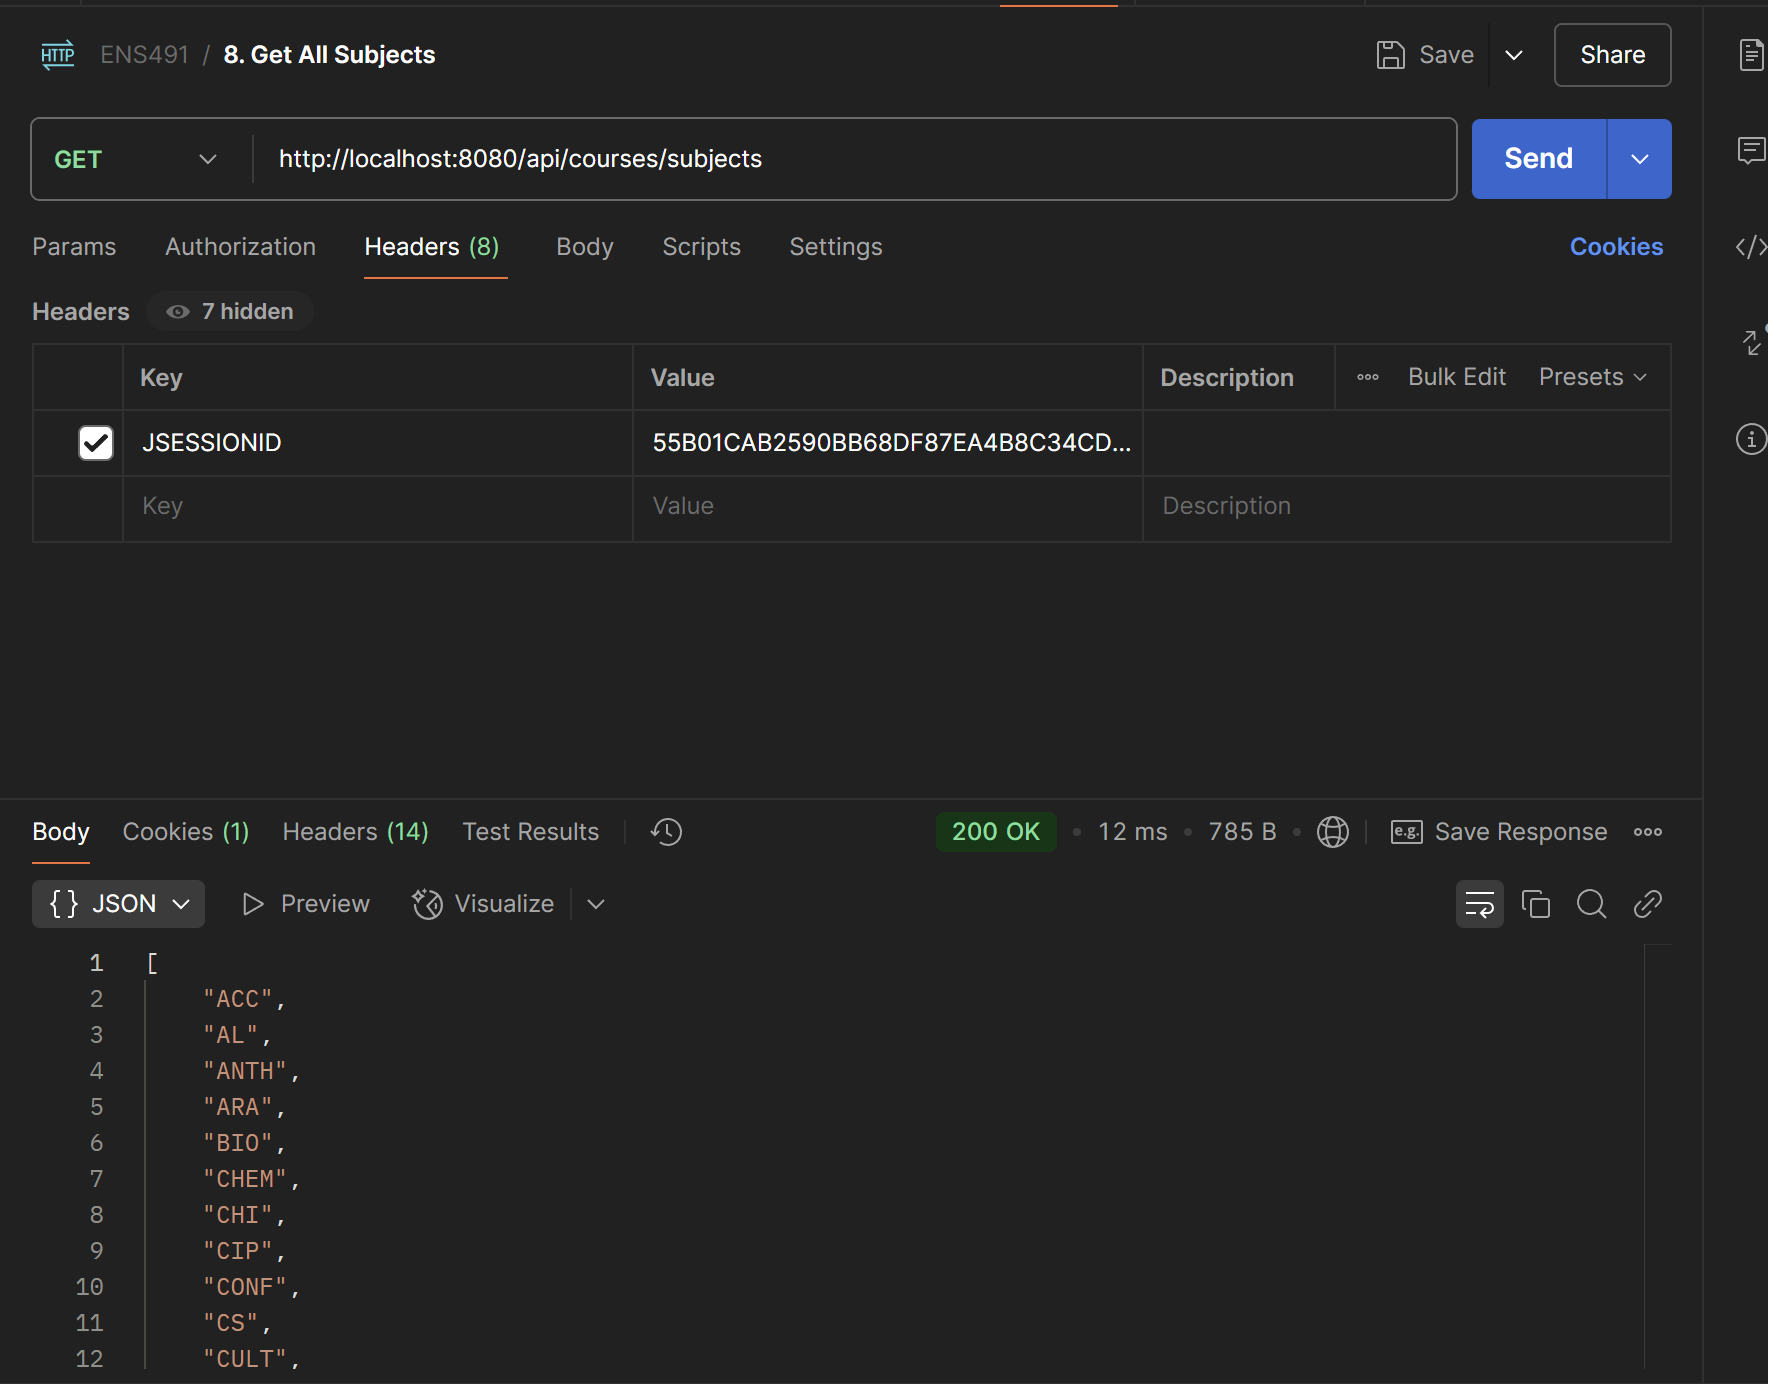 HTTP ENS491 / 8. Get All Subjects Save Share
GET http://localhost:8080/api/courses/subjects Send
Params Authorization Headers (8) Body Scripts Settings Cookies
Headers 7 hidden
Key Value Description Bulk Edit Presets
JSESSIONID 55B01CAB2590BB68DF87EA4B8C34CD...
Key Value Description
Body Cookies (1) Headers (14) Test Results 200 OK • 12 ms • 785 B • e.g. Save Response
{} JSON Preview Visualize
1 [
2 "ACC",
3 "AL",
4 "ANTH",
5 "ARA",
6 "BIO",
7 "CHEM",
8 "CHI",
9 "CIP",
10 "CONF",
11 "CS",
12 "CULT",